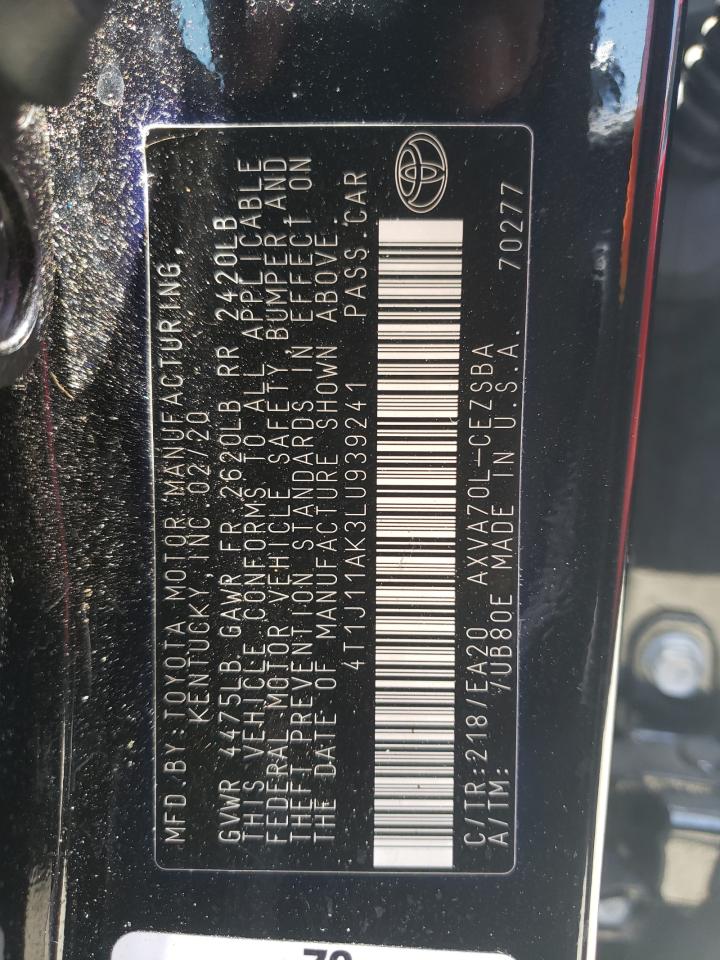 MFD.BY:TOYOTA MOTOR MANUFACTURING,
KENTUCKY, INC 02/20
GVWR 4475LB GAWR FR 2620LB RR 2420LB
THIS VEHICLE CONFORMS TO ALL APPLICABLE
FEDERAL MOTOR VEHICLE SAFETY, BUMPER AND
THEFT PREVENTION STANDARDS IN EFFECT ON
THE DATE OF MANUFACTURE SHOWN ABOVE.
4T1J11AK3LU939241 PASS CAR
C/TR:218/EA20 AXVA70L-CEZSBA
A/TM: /UB80E MADE IN U.S.A. 70277